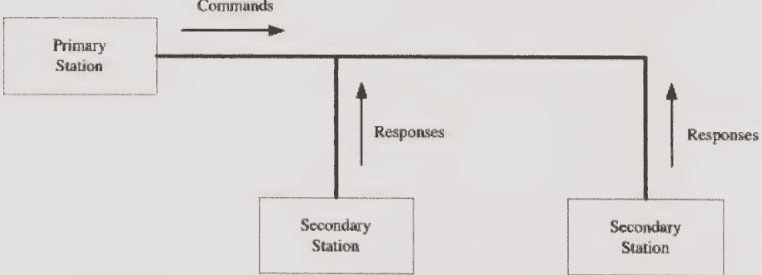 Commands
Primary
Station
Responses
Responses
Secondary
Station
Secondary
Station